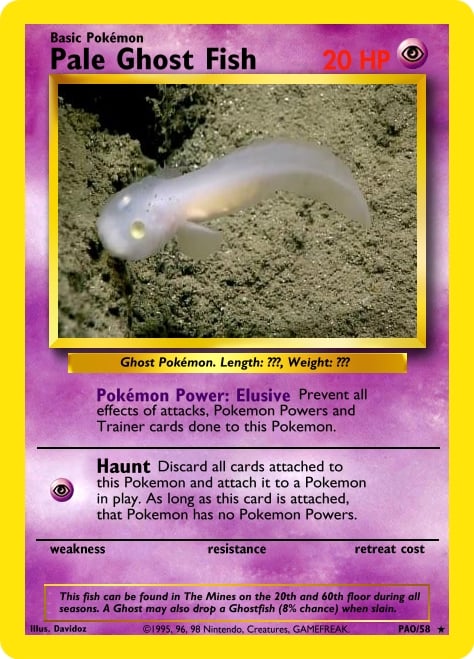 Basic Pokémon
Pale Ghost Fish
20 HP
Ghost Pokémon. Length: ???, Weight: ???
Pokémon Power: Elusive Prevent all
effects of attacks, Pokemon Powers and
Trainer cards done to this Pokemon.
Haunt Discard all cards attached to
this Pokemon and attach it to a Pokemon
in play. As long as this card is attached,
that Pokemon has no Pokemon Powers.
weakness resistance retreat cost
This fish can be found in The Mines on the 20th and 60th floor during all
seasons. A Ghost may also drop a Ghostfish (8% chance) when slain.
Illus. Davidoz ©1995, 96, 98 Nintendo, Creatures, GAMEFREAK. PAO/58 ★